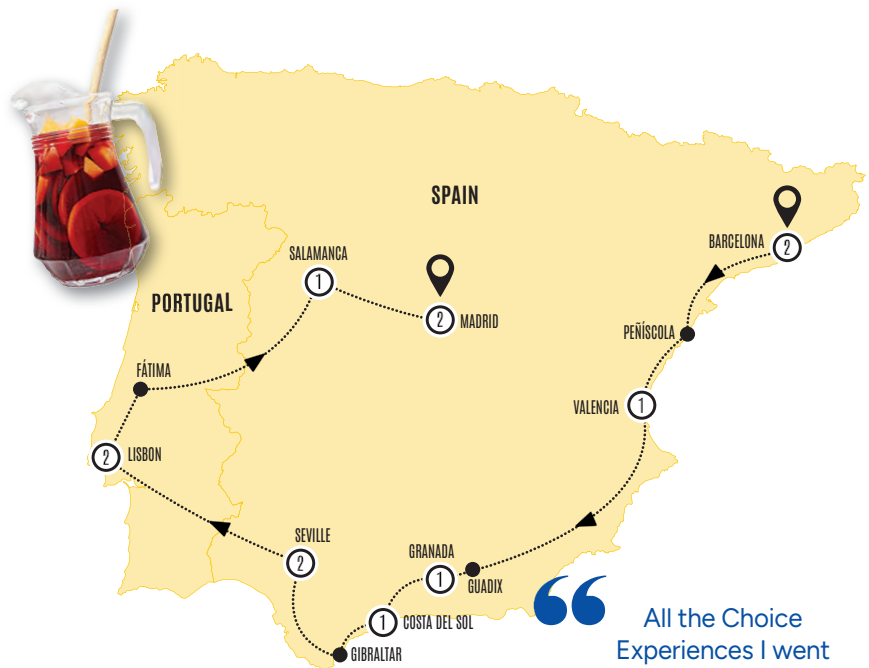 SPAIN
BARCELONA
2
SALAMANCA
1
PORTUGAL
2
MADRID
PEÑÍSCOLA
FÁTIMA
VALENCIA
1
2
LISBON
SEVILLE
2
GRANADA
1
GUADIX
1
COSTA DEL SOL
GIBRALTAR
“
All the Choice
Experiences I went